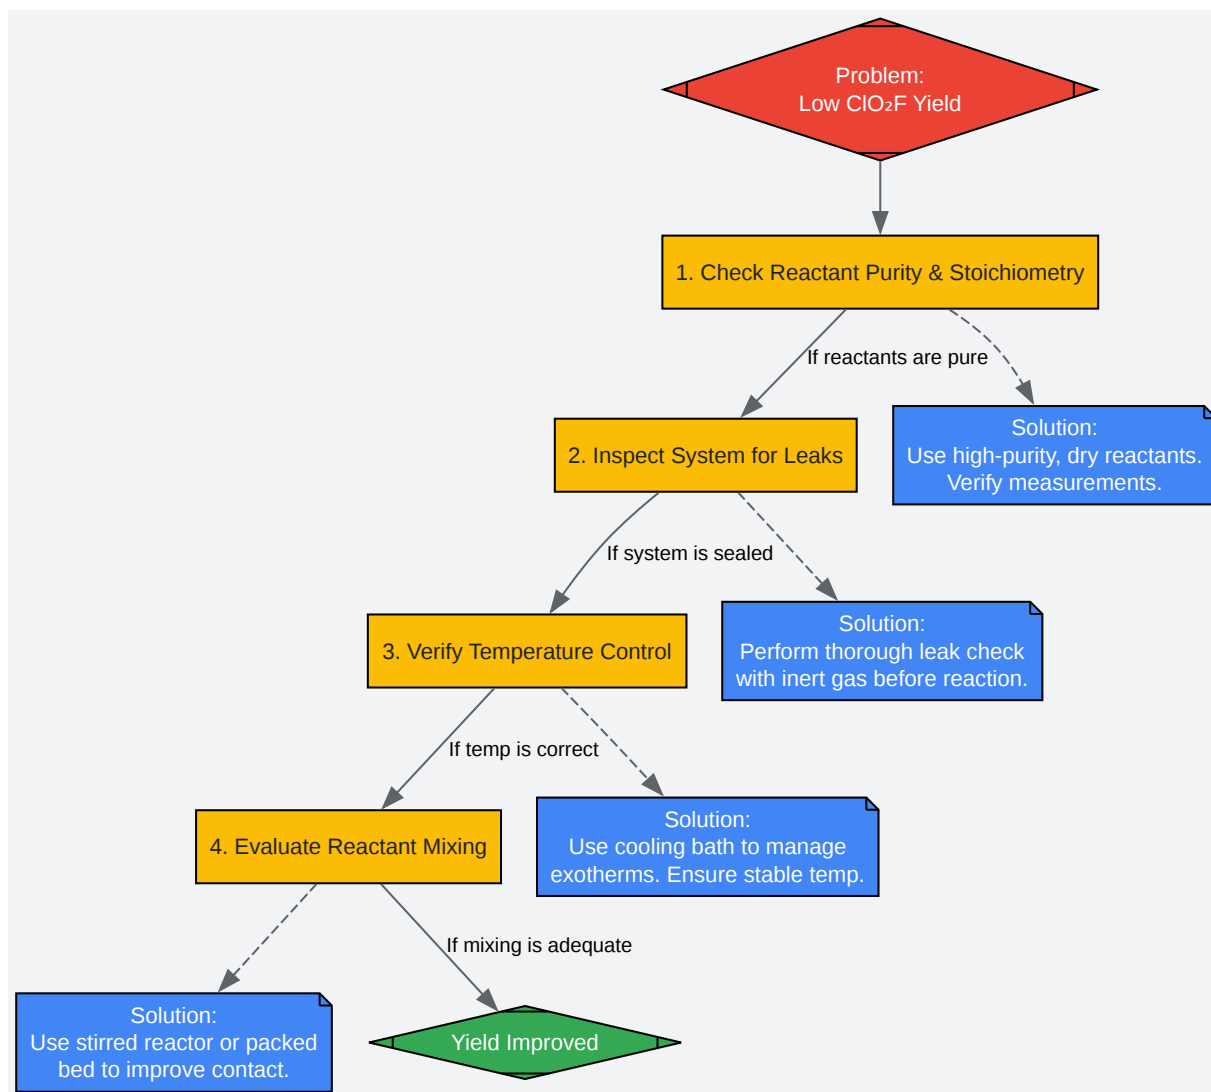 Problem:
Low ClO₂F Yield
1. Check Reactant Purity & Stoichiometry
If reactants are pure
Solution:
Use high-purity, dry reactants.
Verify measurements.
2. Inspect System for Leaks
If system is sealed
Solution:
Perform thorough leak check
with inert gas before reaction.
3. Verify Temperature Control
If temp is correct
Solution:
Use cooling bath to manage
exotherms. Ensure stable temp.
4. Evaluate Reactant Mixing
If mixing is adequate
Solution:
Use stirred reactor or packed
bed to improve contact.
Yield Improved